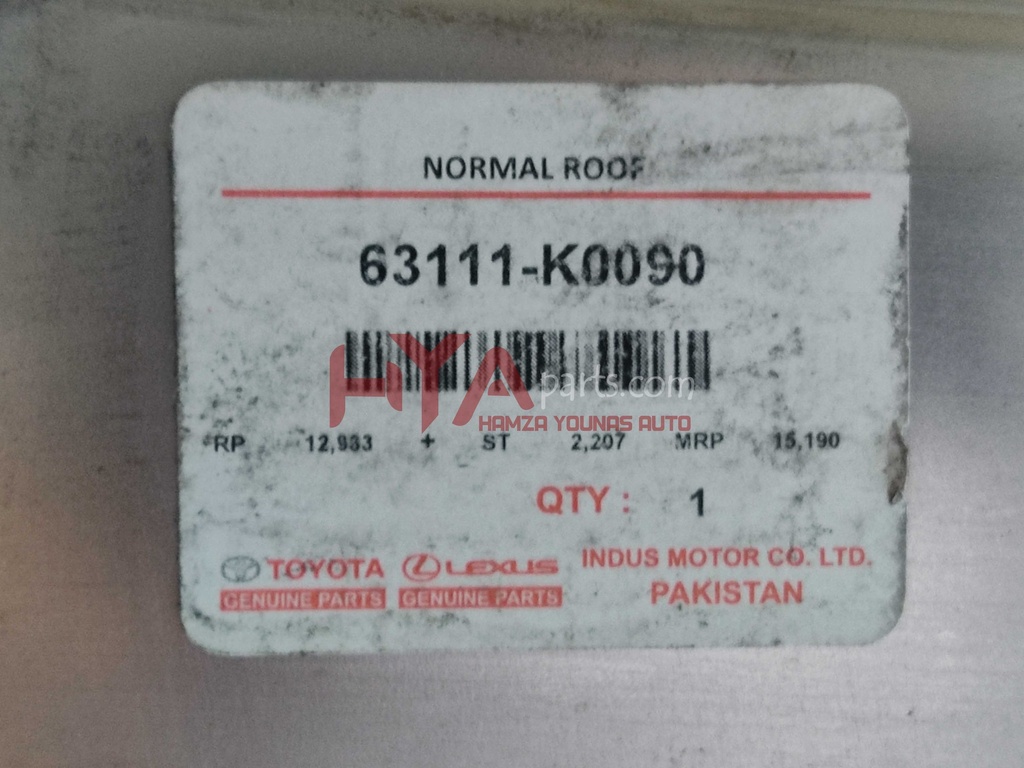 NORMAL ROOF
63111-K0090
HYA parts.com
HAMZA YOUNAS AUTO
RP 12,983 + ST 2,207 MRP 15,190
QTY : 1
TOYOTA LEXUS INDUS MOTOR CO. LTD.
GENUINE PARTS GENUINE PARTS PAKISTAN